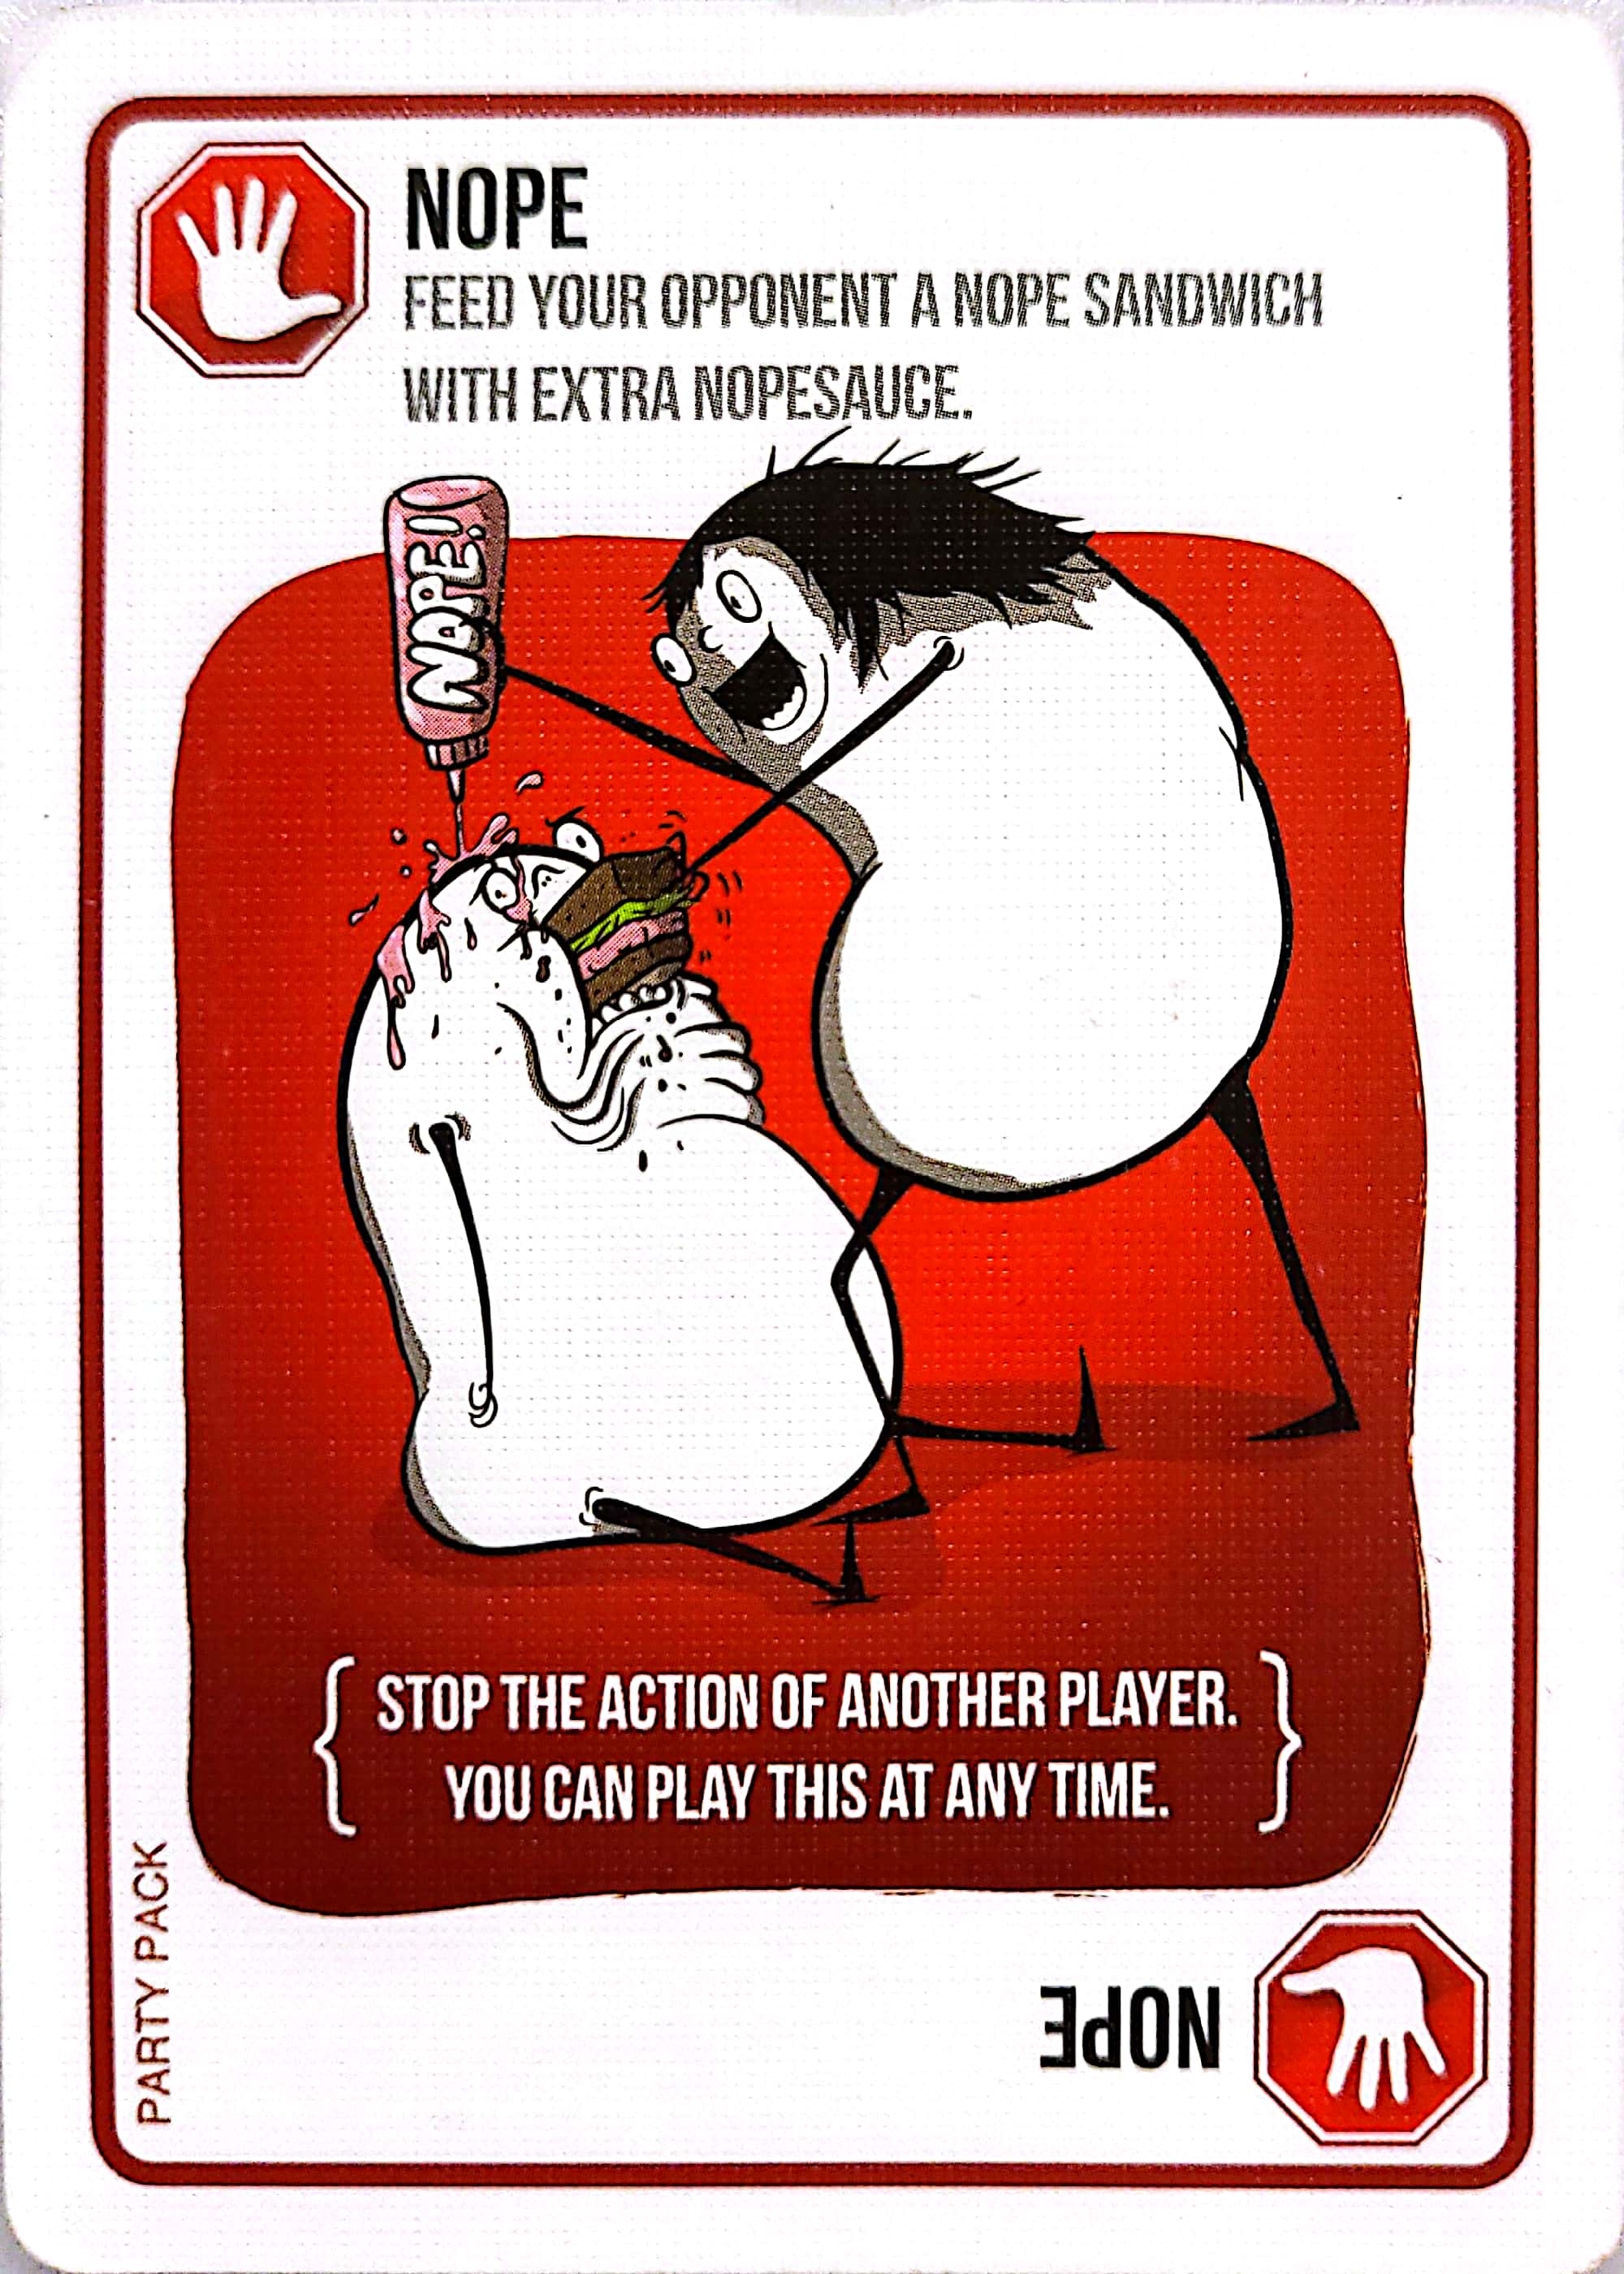 NOPE
FEED YOUR OPPONENT A NOPE SANDWICH
WITH EXTRA NOPESAUCE.
NOPE!
STOP THE ACTION OF ANOTHER PLAYER.
YOU CAN PLAY THIS AT ANY TIME.
PARTY PACK
NOPE